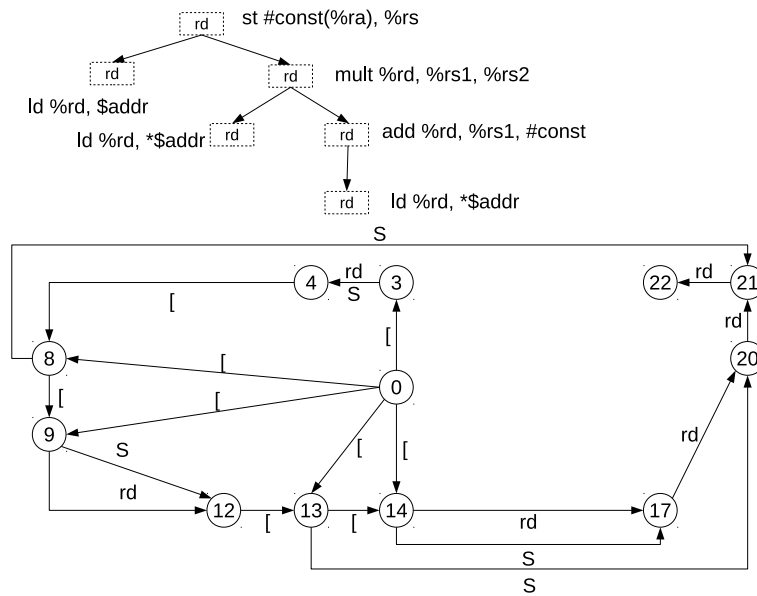 rd st #const(%ra), %rs
rd rd mult %rd, %rs1, %rs2
ld %rd, $addr
ld %rd, *$addr rd rd add %rd, %rs1, #const
rd ld %rd, *$addr
S
4 rd 3 22 rd 21
S
[
[ rd
8 [ 0 20
[ [
9 [ [ rd
S
rd
12 [ 13 [ 14 rd 17
S
S